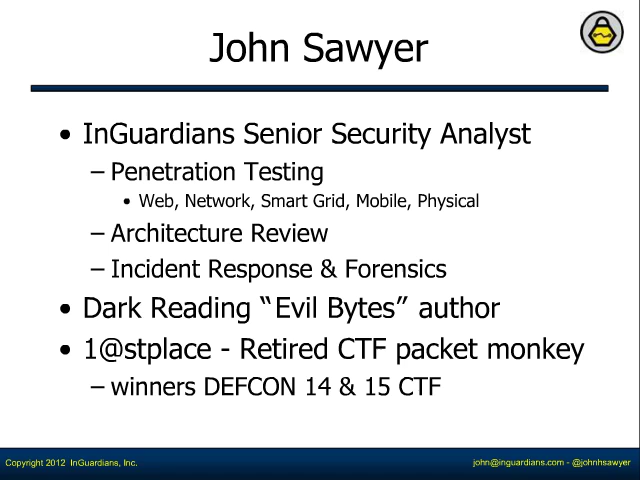 John Sawyer
• InGuardians Senior Security Analyst
– Penetration Testing
• Web, Network, Smart Grid, Mobile, Physical
– Architecture Review
– Incident Response & Forensics
• Dark Reading “Evil Bytes” author
• 1@stplace - Retired CTF packet monkey
– winners DEFCON 14 & 15 CTF
Copyright 2012 InGuardians, Inc.
john@inguardians.com - @johnhsawyer